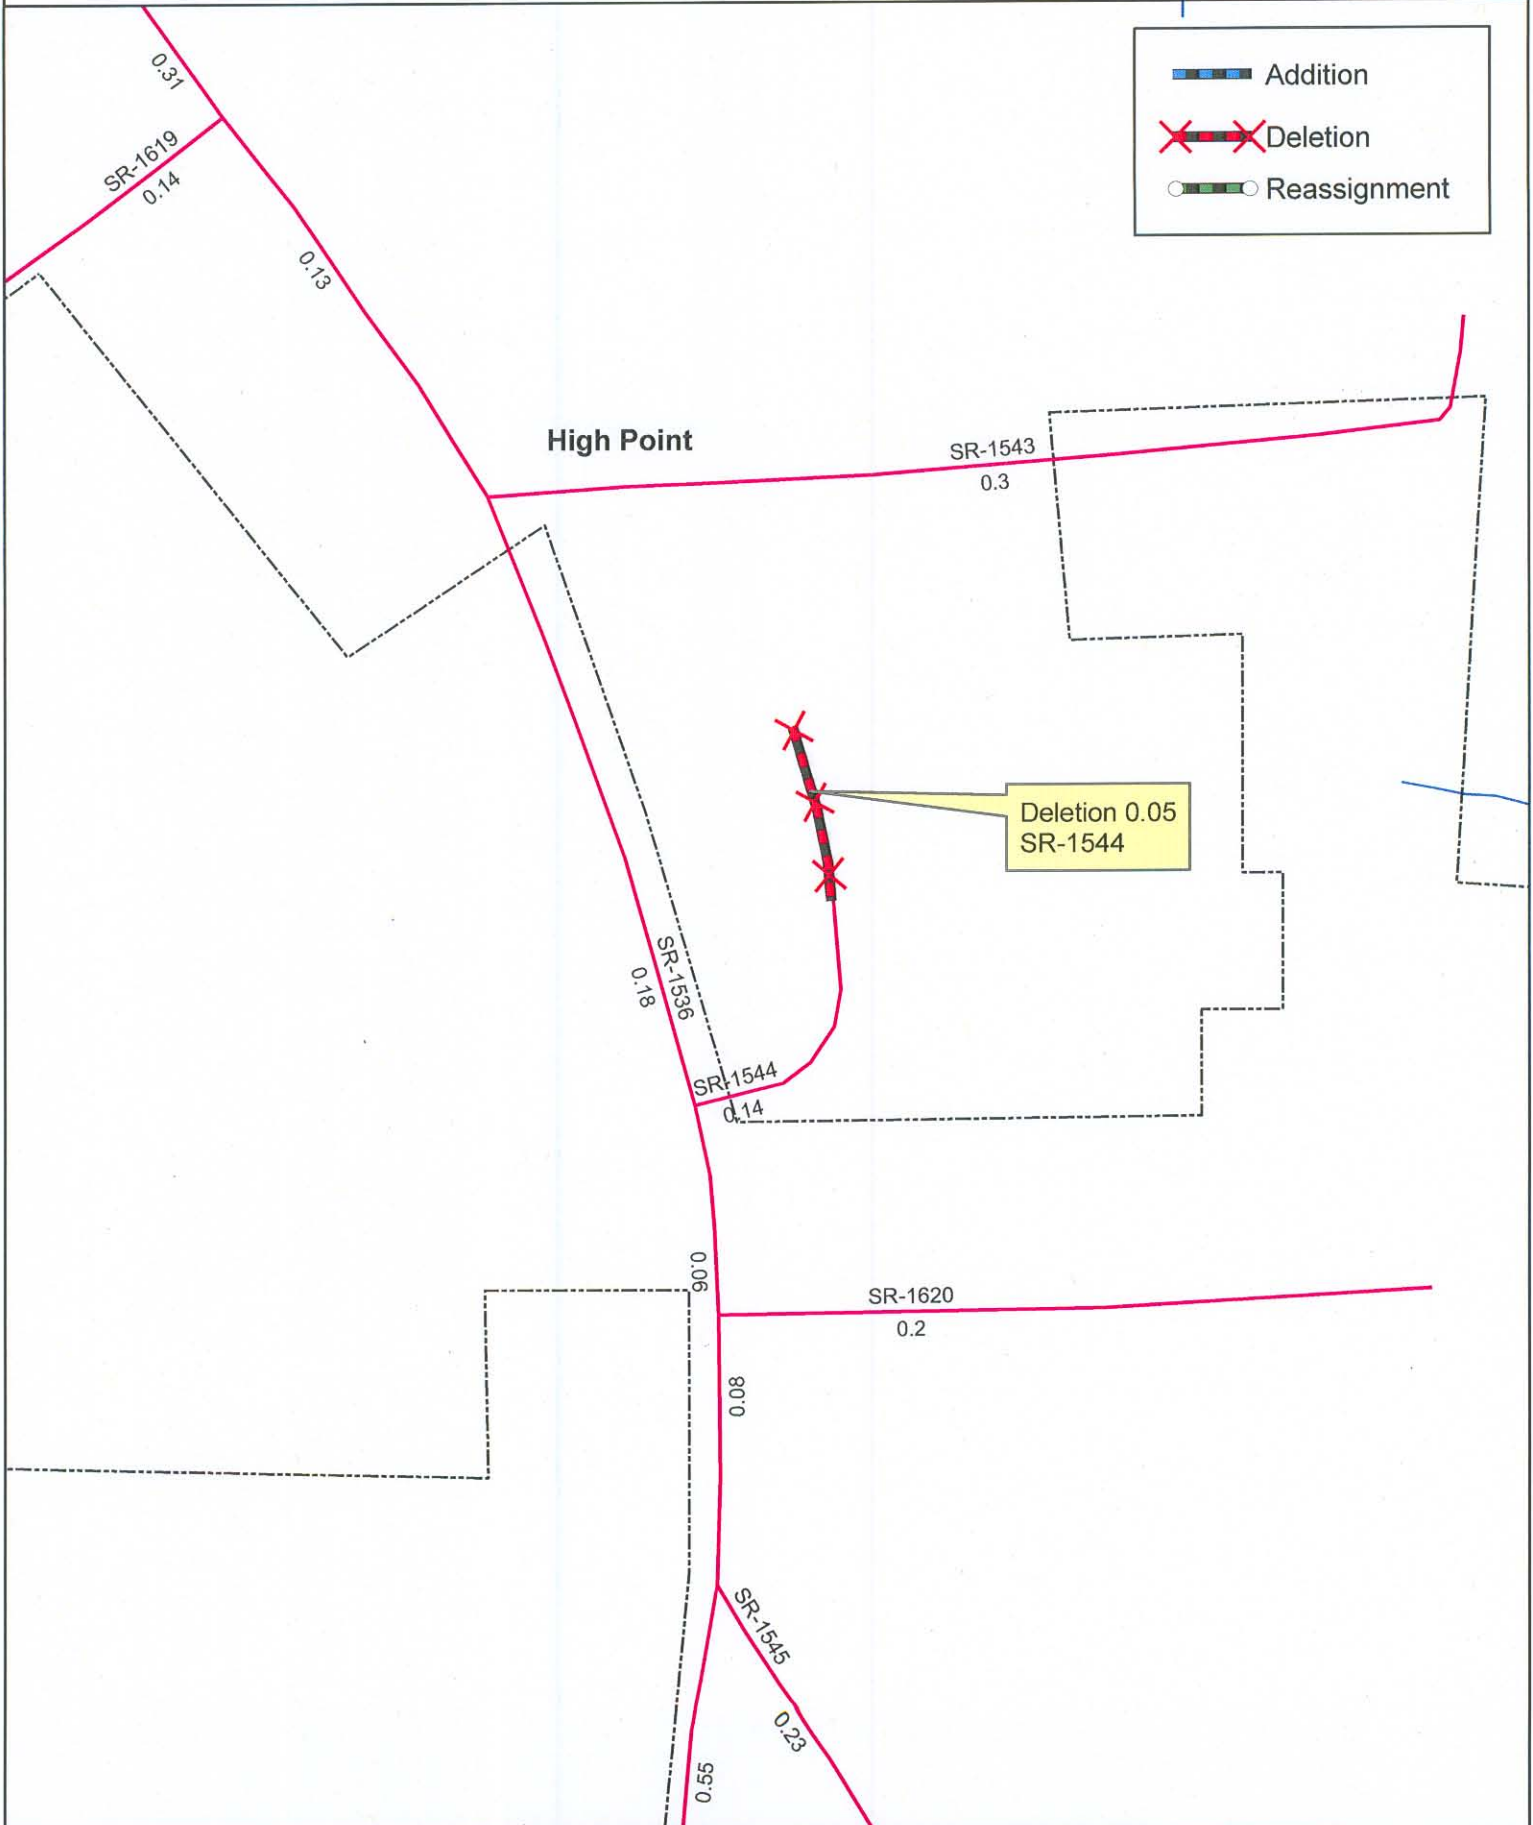 0.31
Addition
Deletion
Reassignment
SR-1619
0.14
0.13
High Point
SR-1543
0.3
Deletion 0.05
SR-1544
SR-1536
0.18
SR-1544
0.14
0.06
SR-1620
0.2
0.08
SR-1545
0.23
0.55